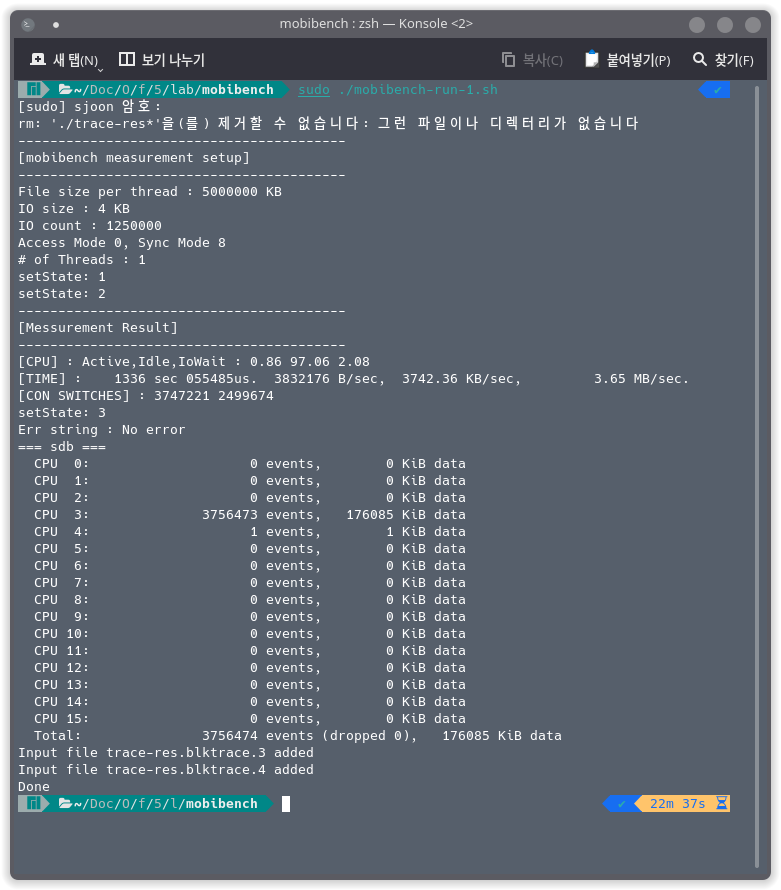 mobibench : zsh — Konsole <2>
새 탭(N) 보기 나누기 복사(C) 붙여넣기(P) 찾기(F)
~/Doc/O/f/5/lab/mobibench sudo ./mobibench-run-1.sh ✓
[sudo] sjoon 암호:
rm: './trace-res*'을(를) 제거할 수 없습니다: 그런 파일이나 디렉터리가 없습니다
-----------------------------------------
[mobibench measurement setup]
-----------------------------------------
File size per thread : 5000000 KB
IO size : 4 KB
IO count : 1250000
Access Mode 0, Sync Mode 8
# of Threads : 1
setState: 1
setState: 2
-----------------------------------------
[Messurement Result]
-----------------------------------------
[CPU] : Active,Idle,IoWait : 0.86 97.06 2.08
[TIME] :    1336 sec 055485us.  3832176 B/sec,  3742.36 KB/sec,         3.65 MB/sec.
[CON SWITCHES] : 3747221 2499674
setState: 3
Err string : No error
=== sdb ===
  CPU  0:                    0 events,        0 KiB data
  CPU  1:                    0 events,        0 KiB data
  CPU  2:                    0 events,        0 KiB data
  CPU  3:              3756473 events,   176085 KiB data
  CPU  4:                    1 events,        1 KiB data
  CPU  5:                    0 events,        0 KiB data
  CPU  6:                    0 events,        0 KiB data
  CPU  7:                    0 events,        0 KiB data
  CPU  8:                    0 events,        0 KiB data
  CPU  9:                    0 events,        0 KiB data
  CPU 10:                    0 events,        0 KiB data
  CPU 11:                    0 events,        0 KiB data
  CPU 12:                    0 events,        0 KiB data
  CPU 13:                    0 events,        0 KiB data
  CPU 14:                    0 events,        0 KiB data
  CPU 15:                    0 events,        0 KiB data
  Total:               3756474 events (dropped 0),   176085 KiB data
Input file trace-res.blktrace.3 added
Input file trace-res.blktrace.4 added
Done
~/Doc/O/f/5/l/mobibench ✓ 22m 37s